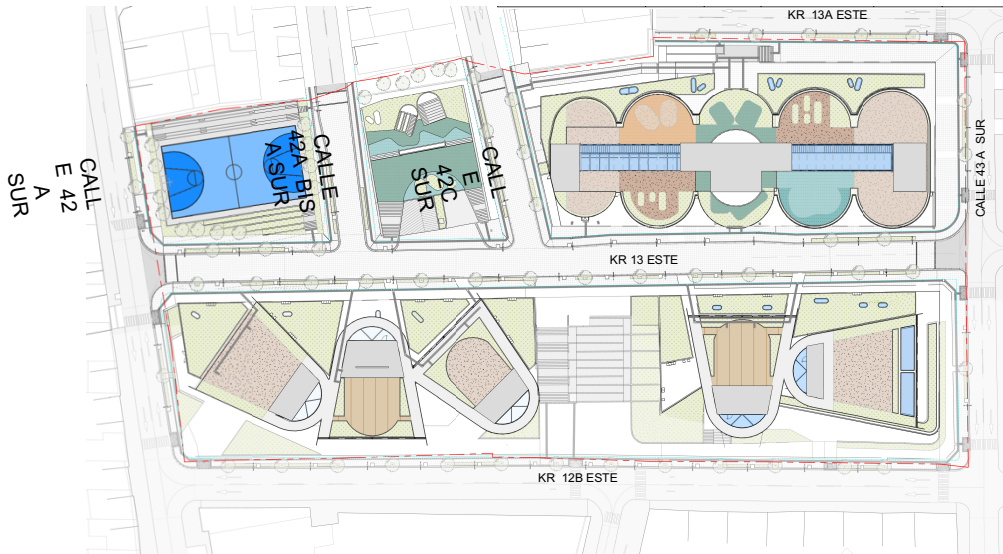 KR 13A ESTE
CALL
E 42
A
SUR
CALLE
42A BIS
A SUR
CALL
E
42C
SUR
CALLE 43 A SUR
KR 13 ESTE
KR 12B ESTE